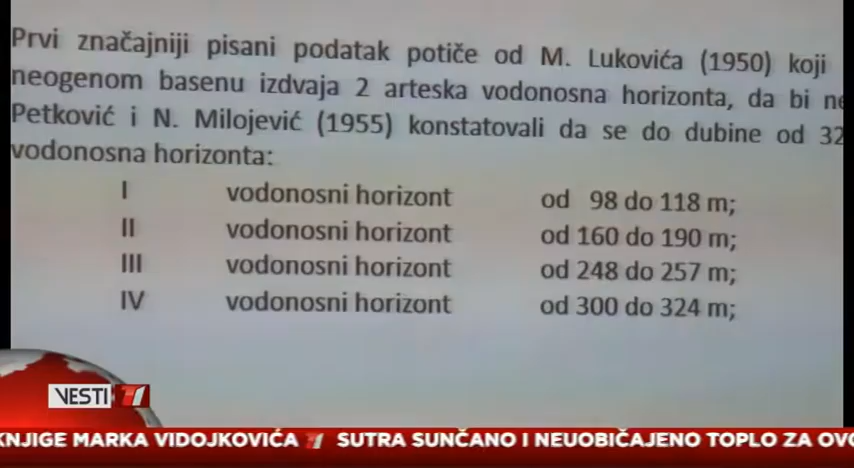 Prvi značajniji pisani podatak potiče od M. Lukovića (1950) koji
neogenom basenu izdvaja 2 arteska vodonosna horizonta, da bi
Petković i N. Milojević (1955) konstatovali da se do dubine od
vodonosna horizonta:
I vodonosni horizont od 98 do 118 m;
II vodonosni horizont od 160 do 190 m;
III vodonosni horizont od 248 do 257 m;
IV vodonosni horizont od 300 do 324 m;
VESTI
KNJIGE MARKA VIDOJKOVIĆA SUTRA SUNČANO I NEUOBIČAJENO TOPLO ZA